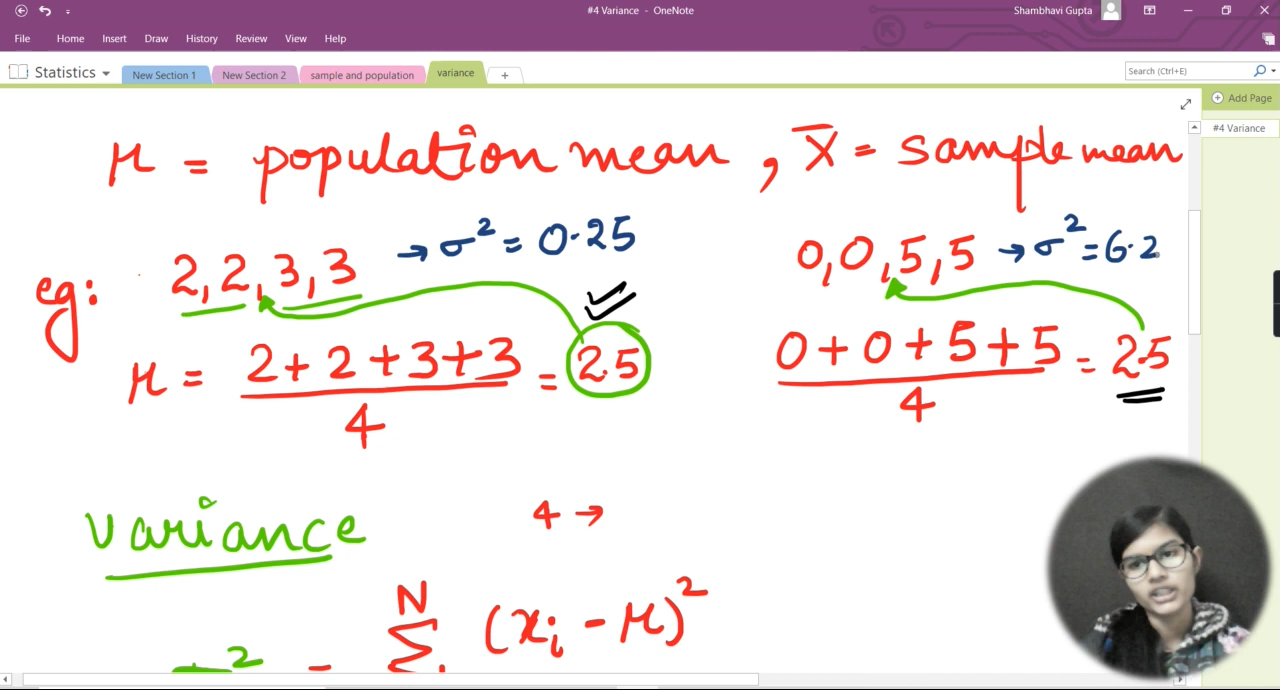 #4 Variance - OneNote
Shambhavi Gupta
File Home Insert Draw History Review View Help
Statistics New Section 1 New Section 2 sample and population variance +
Search (Ctrl+E)
Add Page
#4 Variance
μ = population mean , X̄ = sample mean
eg: 2, 2, 3, 3 → σ² = 0.25
0, 0, 5, 5 → σ² = 6.2
μ = (2 + 2 + 3 + 3)/4 = 2.5
(0 + 0 + 5 + 5)/4 = 2.5
variance
4 →
N
² = Σ (xᵢ - μ)²